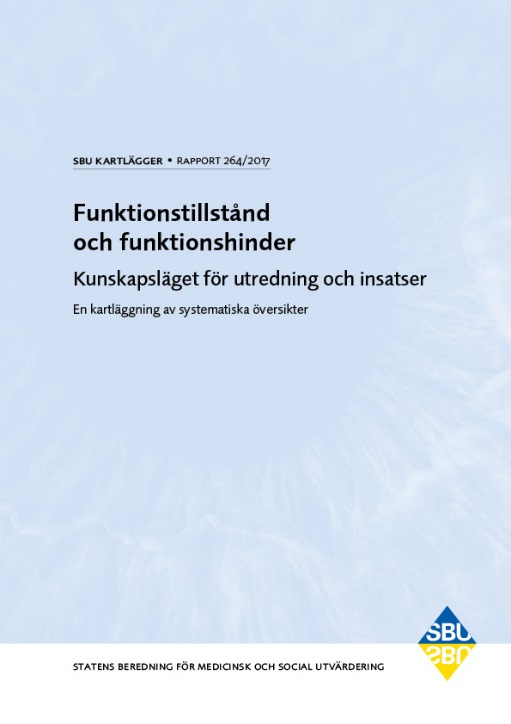 SBU KARTLÄGGER • RAPPORT 264/2017
Funktionstillstånd
och funktionshinder
Kunskapsläget för utredning och insatser
En kartläggning av systematiska översikter
SBU
SBU
STATENS BEREDNING FÖR MEDICINSK OCH SOCIAL UTVÄRDERING